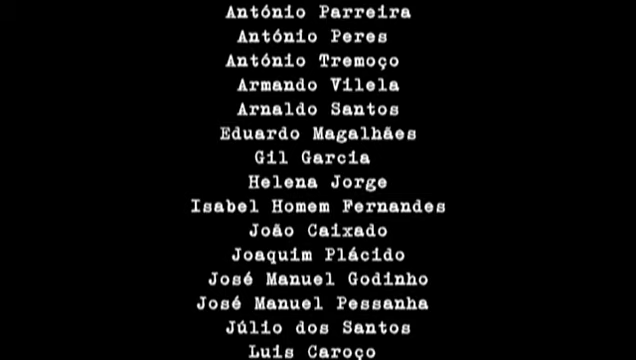 António Parreira
António Peres
António Tremoço
Armando Vilela
Arnaldo Santos
Eduardo Magalhães
Gil Garcia
Helena Jorge
Isabel Homem Fernandes
João Caixado
Joaquim Plácido
José Manuel Godinho
José Manuel Pessanha
Júlio dos Santos
Luis Caroço